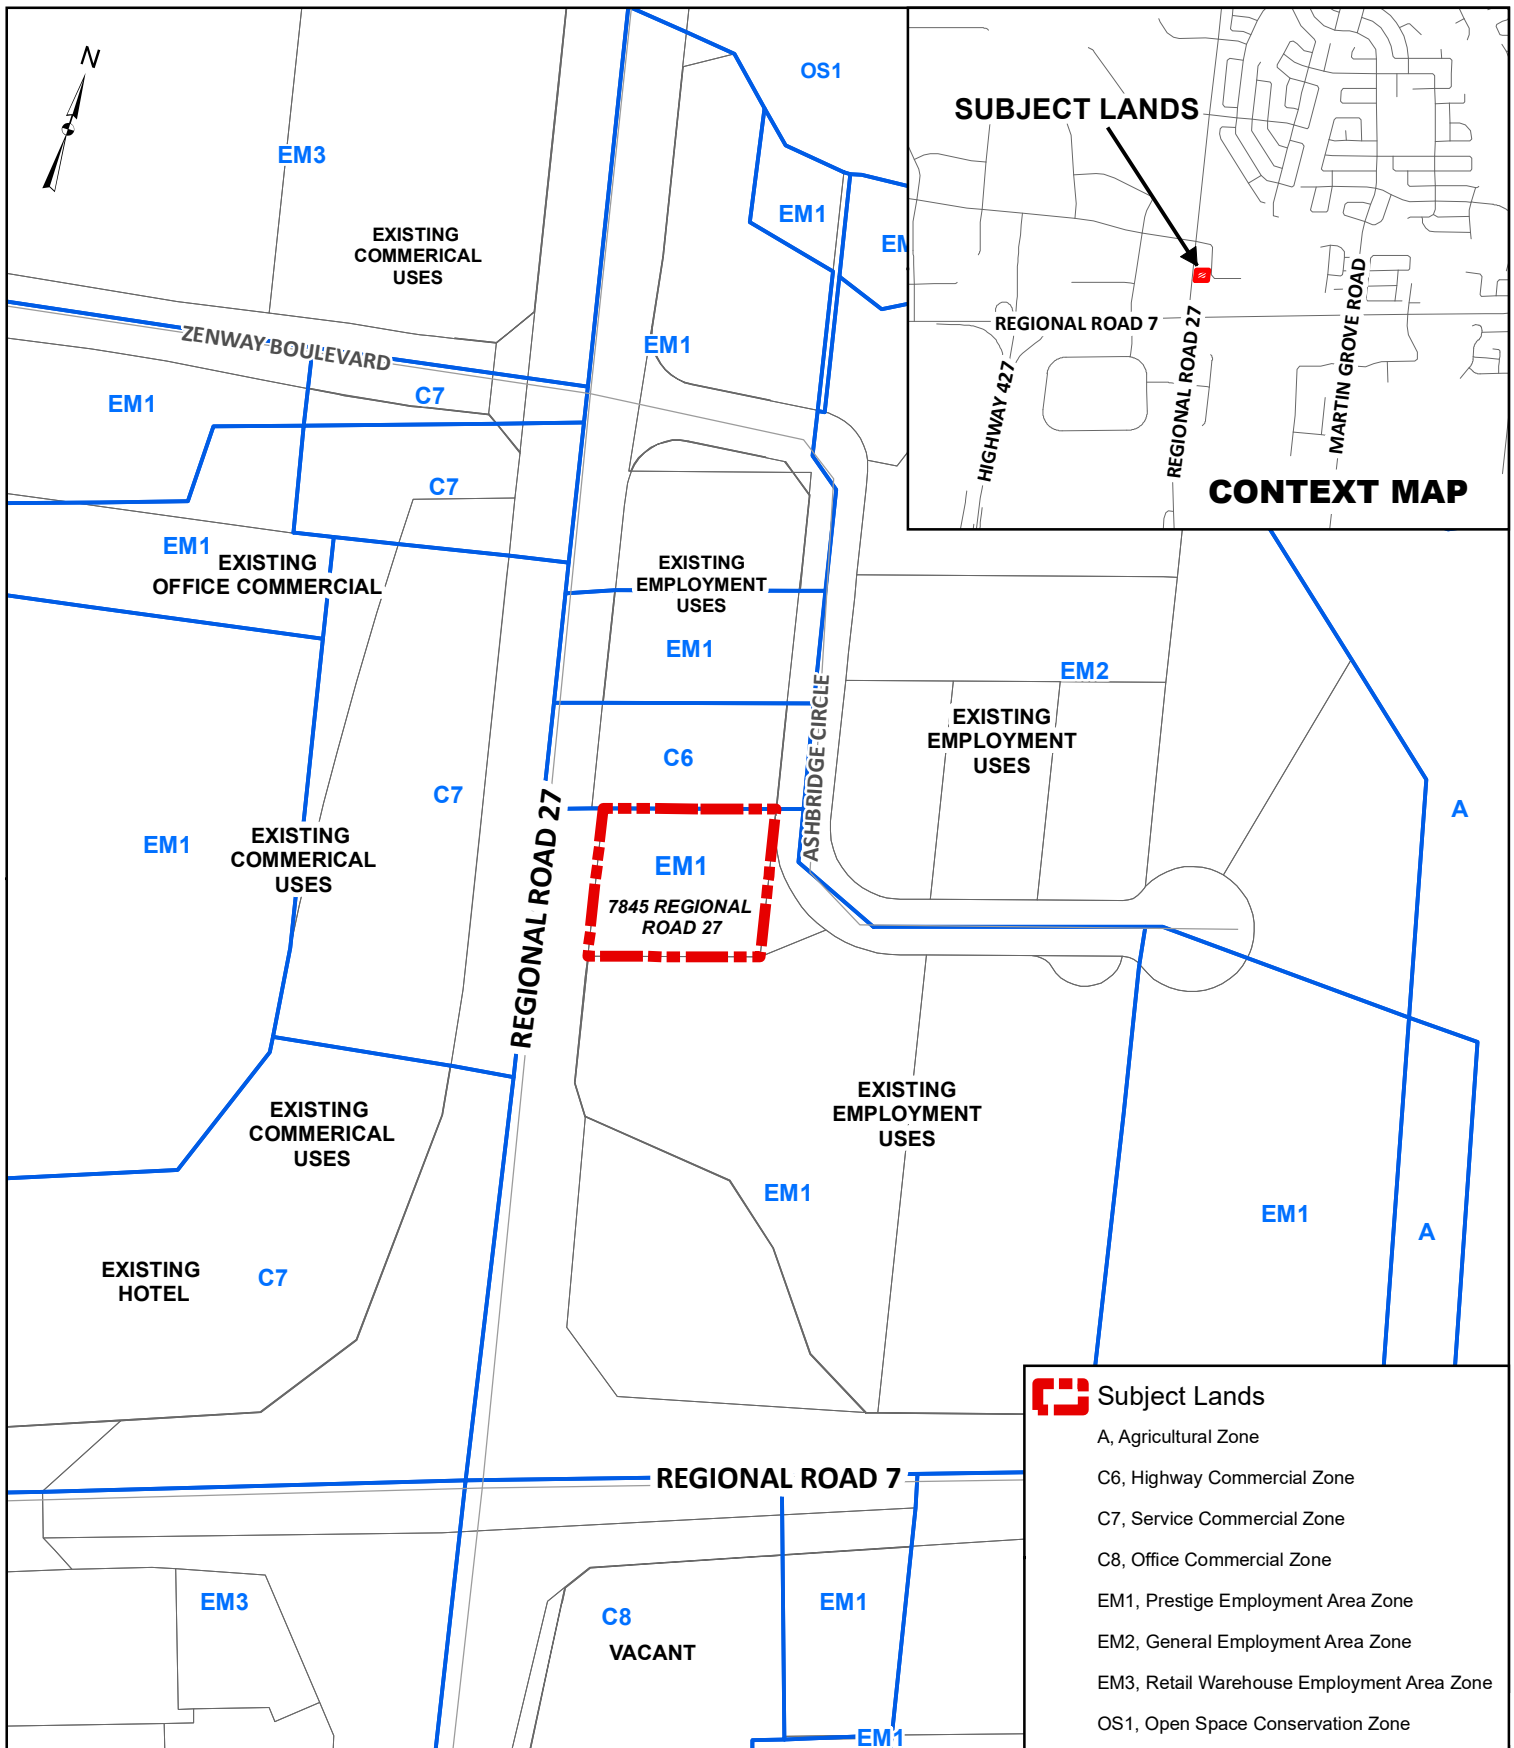 N
OS1
SUBJECT LANDS
REGIONAL ROAD 7
HIGHWAY 427
REGIONAL ROAD 27
MARTIN GROVE ROAD
CONTEXT MAP
EM3
EXISTING
COMMERICAL
USES
EM1
EM1
ZENWAY BOULEVARD
EM1
C7
C7
EM1
EXISTING
OFFICE COMMERCIAL
EXISTING
EMPLOYMENT
USES
EM1
EM2
EXISTING
EMPLOYMENT
USES
ASHBRIDGE CIRCLE
C6
C7
A
EM1
EXISTING
COMMERICAL
USES
REGIONAL ROAD 27
EM1
7845 REGIONAL
ROAD 27
EXISTING
COMMERICAL
USES
EXISTING
EMPLOYMENT
USES
EM1
EM1
A
EXISTING
HOTEL
C7
REGIONAL ROAD 7
EM3
C8
VACANT
EM1
EM1
Subject Lands
A, Agricultural Zone
C6, Highway Commercial Zone
C7, Service Commercial Zone
C8, Office Commercial Zone
EM1, Prestige Employment Area Zone
EM2, General Employment Area Zone
EM3, Retail Warehouse Employment Area Zone
OS1, Open Space Conservation Zone